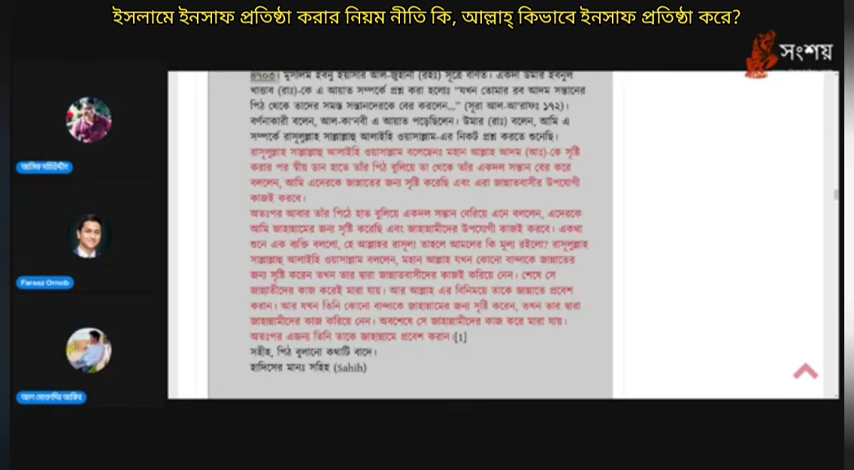 ইসলামে ইনসাফ প্রতিষ্ঠা করার নিয়ম নীতি কি, আল্লাহ্ কিভাবে ইনসাফ প্রতিষ্ঠা করে?
সংশয়
৪৭০৩। মুসলিম ইবনু ইয়াসার আল-জুহানী (রহঃ) সূত্রে বর্ণিত। একদা উমার ইবনুল
খাত্তাব (রাঃ)-কে এ আয়াত সম্পর্কে প্রশ্ন করা হলোঃ "যখন তোমার রব আদম সন্তানের
পিঠ থেকে তাদের সমস্ত সন্তানদেরকে বের করলেন..." (সূরা আল-আ'রাফঃ ১৭২)।
বর্ণনাকারী বলেন, আল-কা'নবী এ আয়াত পড়েছিলেন। উমার (রাঃ) বলেন, আমি এ
সম্পর্কে রাসূলুল্লাহ সাল্লাল্লাহু আলাইহি ওয়াসাল্লাম-এর নিকট প্রশ্ন করতে শুনেছি।
রাসূলুল্লাহ সাল্লাল্লাহু আলাইহি ওয়াসাল্লাম বলেছেনঃ মহান আল্লাহ আদম (আঃ)-কে সৃষ্টি
করার পর স্বীয় ডান হাতে তাঁর পিঠ বুলিয়ে তা থেকে তাঁর একদল সন্তান বের করে
বললেন, আমি এদেরকে জান্নাতের জন্য সৃষ্টি করেছি এবং এরা জান্নাতবাসীর উপযোগী
কাজই করবে।
অতঃপর আবার তাঁর পিঠে হাত বুলিয়ে একদল সন্তান বেরিয়ে এনে বললেন, এদেরকে
আমি জাহান্নামের জন্য সৃষ্টি করেছি এবং জাহান্নামীদের উপযোগী কাজই করবে। একথা
শুনে এক ব্যক্তি বললো, হে আল্লাহর রাসূল! তাহলে আমলের কি মূল্য রইলো? রাসূলুল্লাহ
সাল্লাল্লাহু আলাইহি ওয়াসাল্লাম বললেন, মহান আল্লাহ যখন কোনো বান্দাকে জান্নাতের
জন্য সৃষ্টি করেন তখন তার দ্বারা জান্নাতবাসীদের কাজই করিয়ে নেন। শেষে সে
জান্নাতীদের কাজ করেই মারা যায়। আর আল্লাহ এর বিনিময়ে তাকে জান্নাতে প্রবেশ
করান। আর যখন তিনি কোনো বান্দাকে জাহান্নামের জন্য সৃষ্টি করেন, তখন তার দ্বারা
জাহান্নামীদের কাজ করিয়ে নেন। অবশেষে সে জাহান্নামীদের কাজ করে মারা যায়।
অতঃপর এজন্য তিনি তাকে জাহান্নামে প্রবেশ করান।[1]
সহীহ, পিঠ বুলানো কথাটি বাদে।
হাদিসের মানঃ সহিহ (Sahih)
আসিফ মহিউদ্দীন
Faraaz Ornob
আল মোক্তাদির আকিব